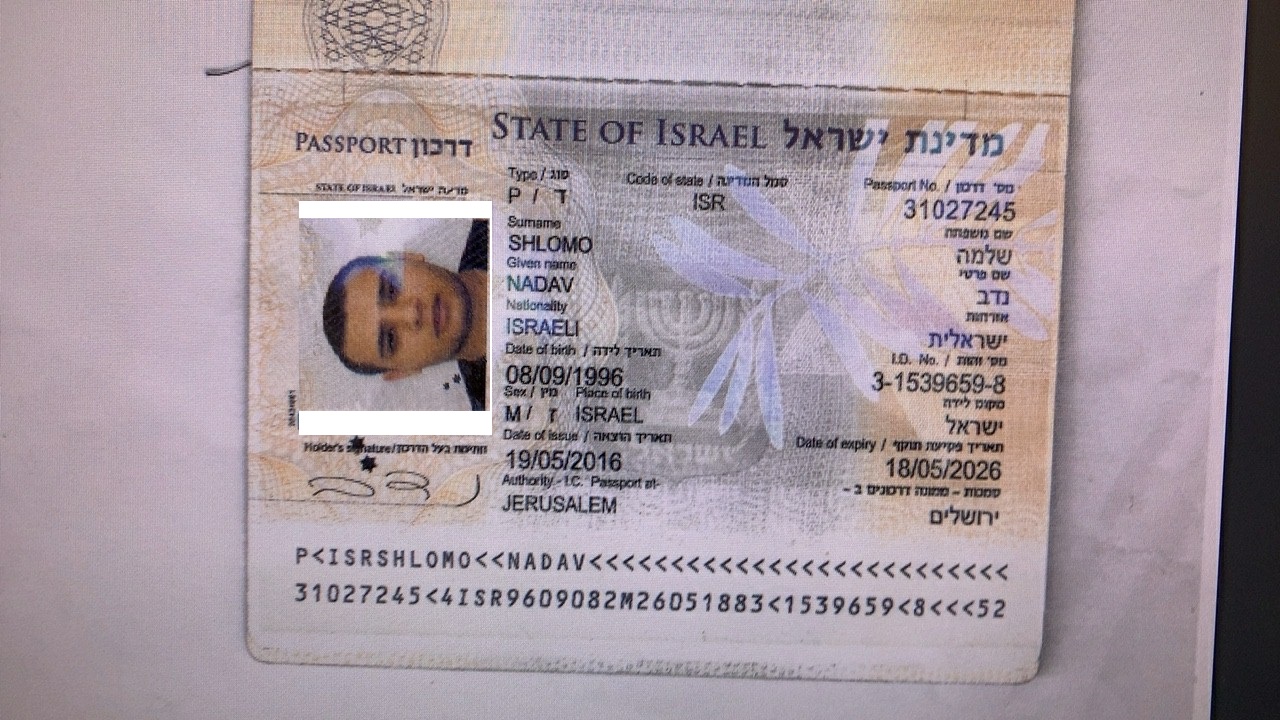 STATE OF ISRAEL מדינת ישראל
PASSPORT דרכון
STATE OF ISRAEL מדינת ישראל
Type / סוג
Code of state / סמל המדינה
Passport No. / מס' דרכון
P / ד
ISR
31027245
Surname
שם משפחה
SHLOMO
שלמה
Given name
שם פרטי
NADAV
נדב
Nationality
אזרחות
ISRAELI
ישראלית
Date of birth / תאריך לידה
I.D. No. / מס' זהות
08/09/1996
3-1539659-8
Sex / מין Place of birth
מקום לידה
M / ז ISRAEL
ישראל
Date of issue / תאריך הוצאה
Date of expiry / תאריך פקיעת תוקף
19/05/2016
18/05/2026
Authority - I.C. Passport at-
סמכות - ממונה דרכונים ב -
JERUSALEM
ירושלים
Holder's signature/חתימת בעל הדרכון
P<ISRSHLOMO<<NADAV<<<<<<<<<<<<<<<<<<<<<<<<<<
31027245<4ISR9609082M26051883<1539659<8<<<52